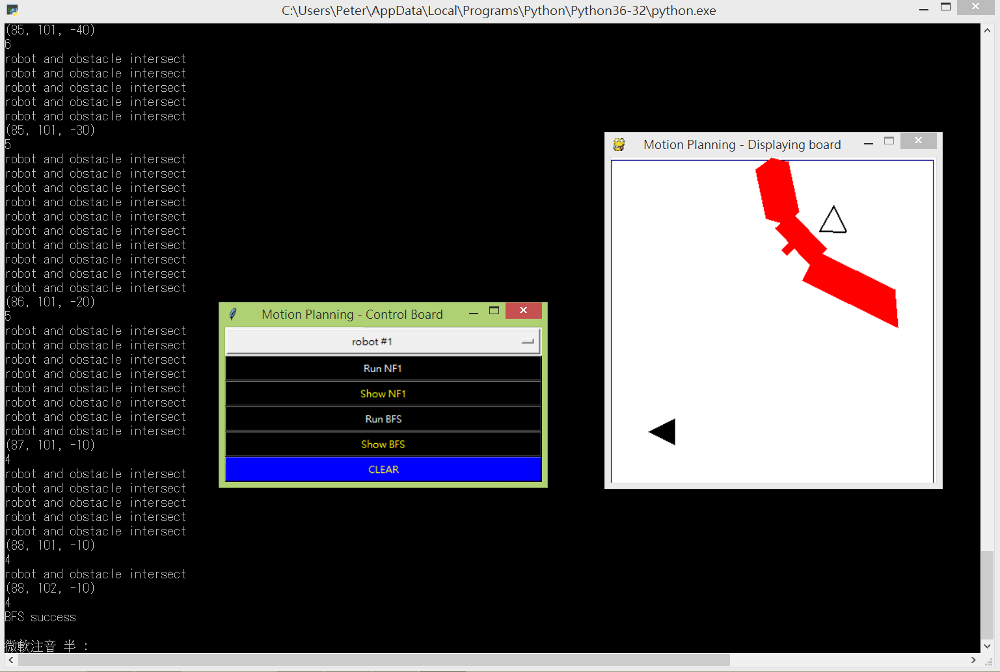 C:\Users\Peter\AppData\Local\Programs\Python\Python36-32\python.exe
(85, 101, -40)
6
robot and obstacle intersect
robot and obstacle intersect
robot and obstacle intersect
robot and obstacle intersect
robot and obstacle intersect
(85, 101, -30)
5
robot and obstacle intersect
robot and obstacle intersect
robot and obstacle intersect
robot and obstacle intersect
robot and obstacle intersect
robot and obstacle intersect
robot and obstacle intersect
robot and obstacle intersect
robot and obstacle intersect
robot and obstacle intersect
(86, 101, -20)
5
robot and obstacle intersect
robot and obstacle intersect
robot and obstacle intersect
robot and obstacle intersect
robot and obstacle intersect
robot and obstacle intersect
robot and obstacle intersect
robot and obstacle intersect
(87, 101, -10)
4
robot and obstacle intersect
robot and obstacle intersect
robot and obstacle intersect
robot and obstacle intersect
robot and obstacle intersect
(88, 101, -10)
4
robot and obstacle intersect
(88, 102, -10)
4
BFS success
微軟注音 半 :
Motion Planning - Control Board
robot #1
Run NF1
Show NF1
Run BFS
Show BFS
CLEAR
Motion Planning - Displaying board